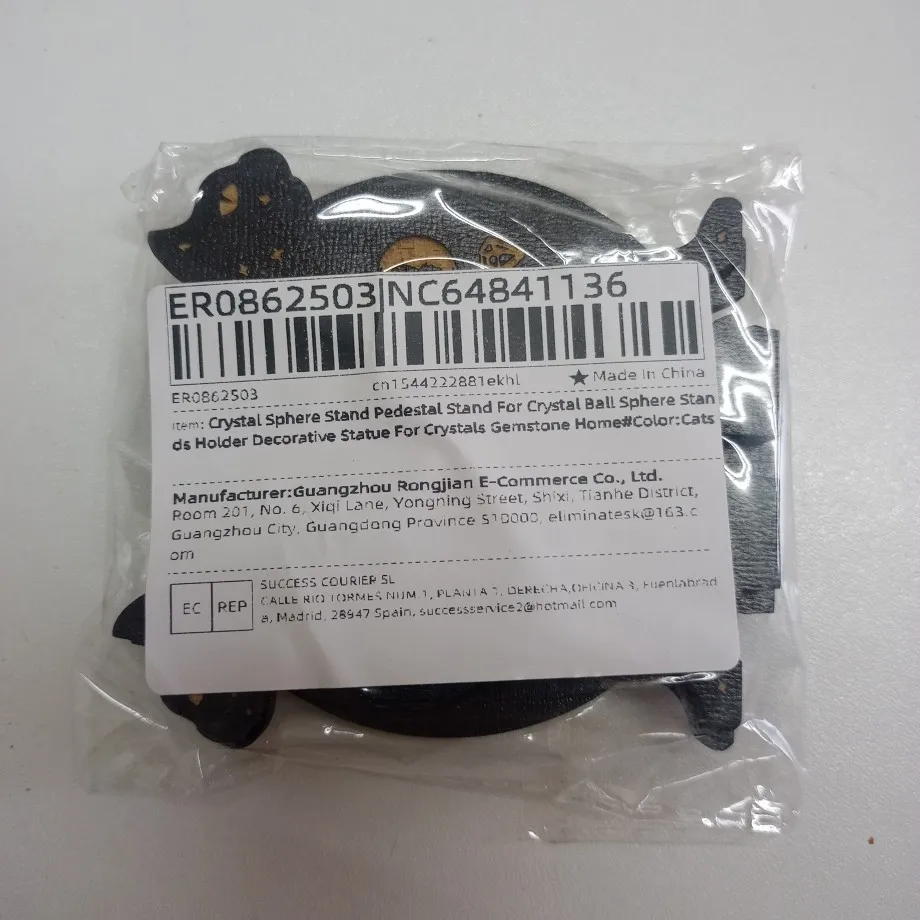 ER0862503|NC64841136
ER0862503 cn1544222881ekhl ★ Made In China
Item: Crystal Sphere Stand Pedestal Stand For Crystal Ball Sphere Stan
ds Holder Decorative Statue For Crystals Gemstone Home#Color:Cats
Manufacturer:Guangzhou Rongjian E-Commerce Co., Ltd.
Room 201, No. 6, Xiqi Lane, Yongning Street, Shixi, Tianhe District,
Guangzhou City, Guangdong Province 510000, eliminatesk@163.c
om
EC REP
SUCCESS COURIER SL
CALLE RIO TORMES NUM 1, PLANTA 1, DERECHA,OFICINA 3, Fuenlabrad
a, Madrid, 28947 Spain, successservice2@hotmail.com